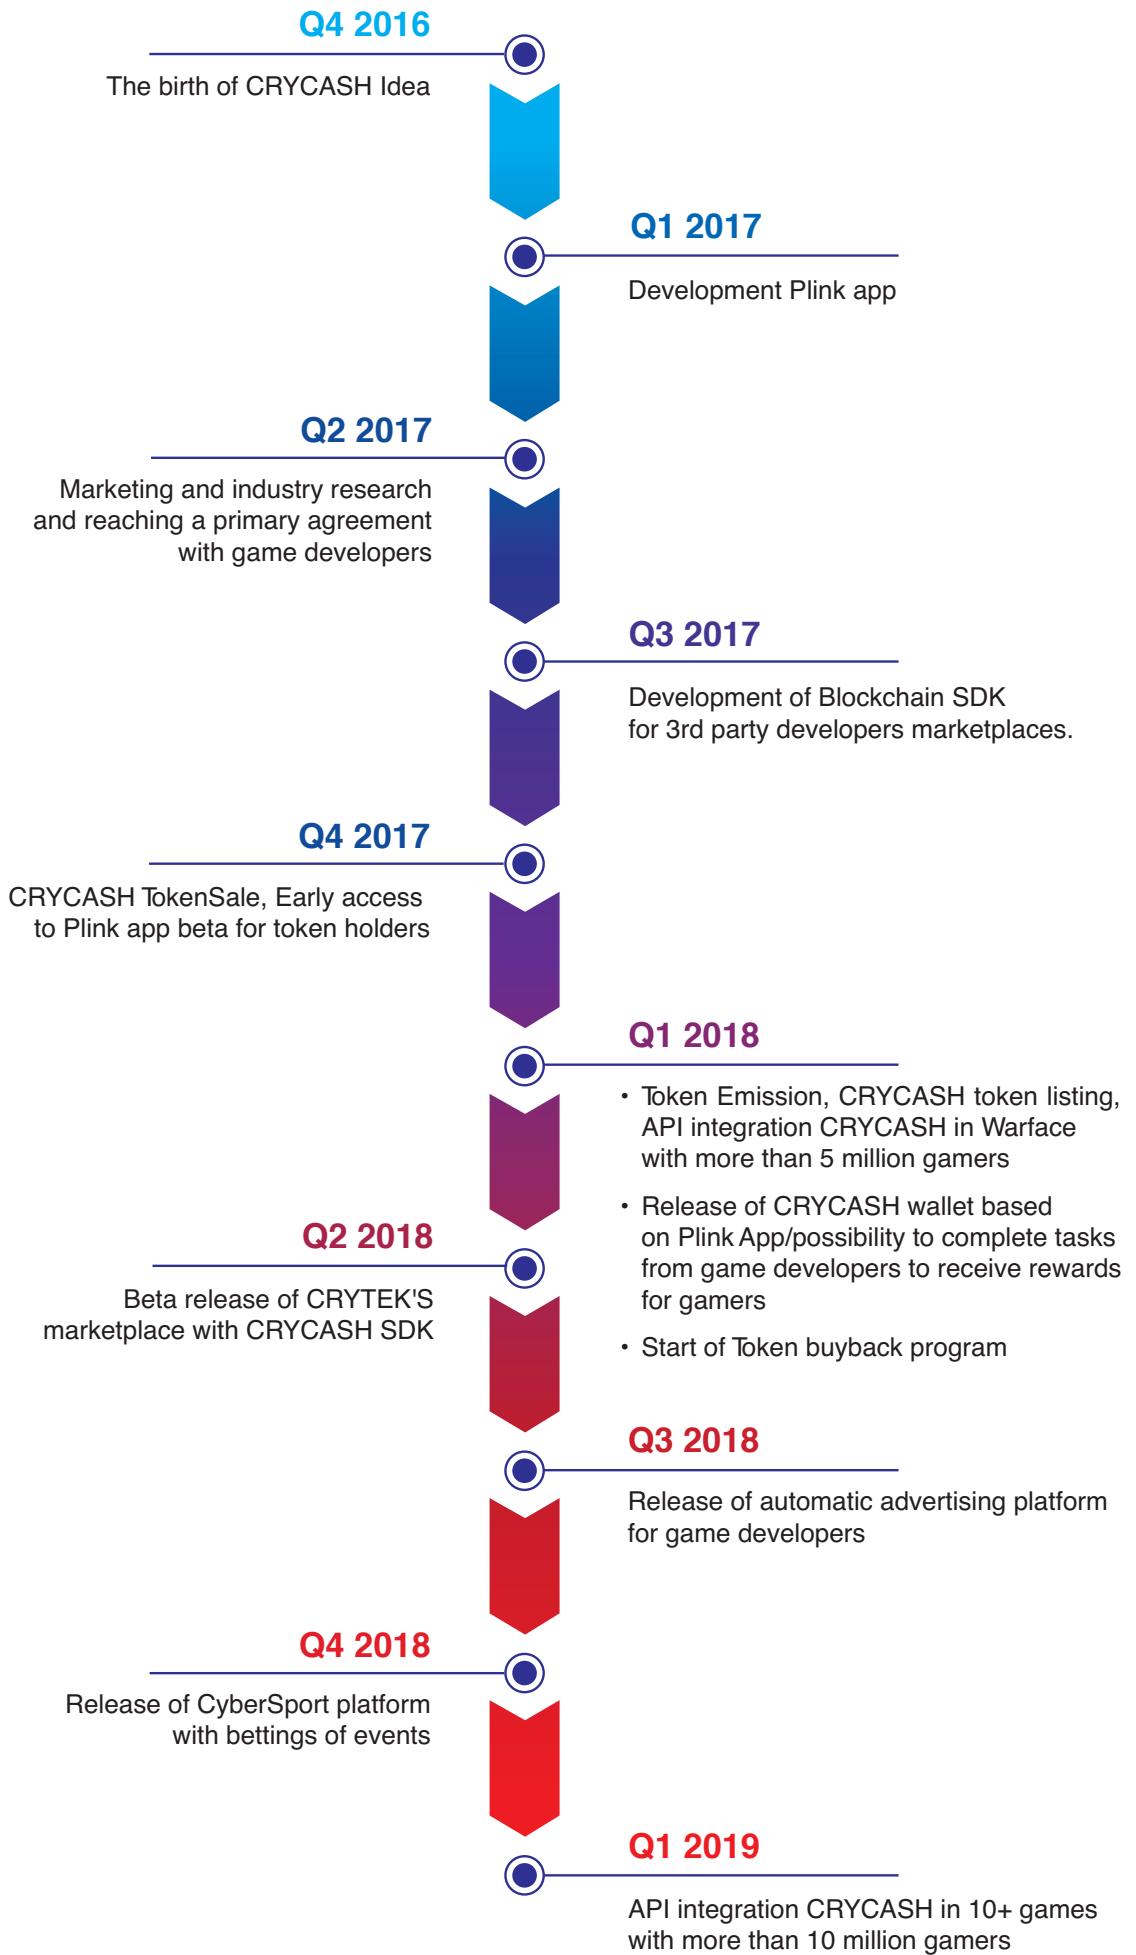 Q4 2016
The birth of CRYCASH Idea
Q1 2017
Development Plink app
Q2 2017
Marketing and industry research
and reaching a primary agreement
with game developers
Q3 2017
Development of Blockchain SDK
for 3rd party developers marketplaces.
Q4 2017
CRYCASH TokenSale, Early access
to Plink app beta for token holders
Q1 2018
• Token Emission, CRYCASH token listing,
API integration CRYCASH in Warface
with more than 5 million gamers
• Release of CRYCASH wallet based
on Plink App/possibility to complete tasks
from game developers to receive rewards
for gamers
• Start of Token buyback program
Q2 2018
Beta release of CRYTEK'S
marketplace with CRYCASH SDK
Q3 2018
Release of automatic advertising platform
for game developers
Q4 2018
Release of CyberSport platform
with bettings of events
Q1 2019
API integration CRYCASH in 10+ games
with more than 10 million gamers